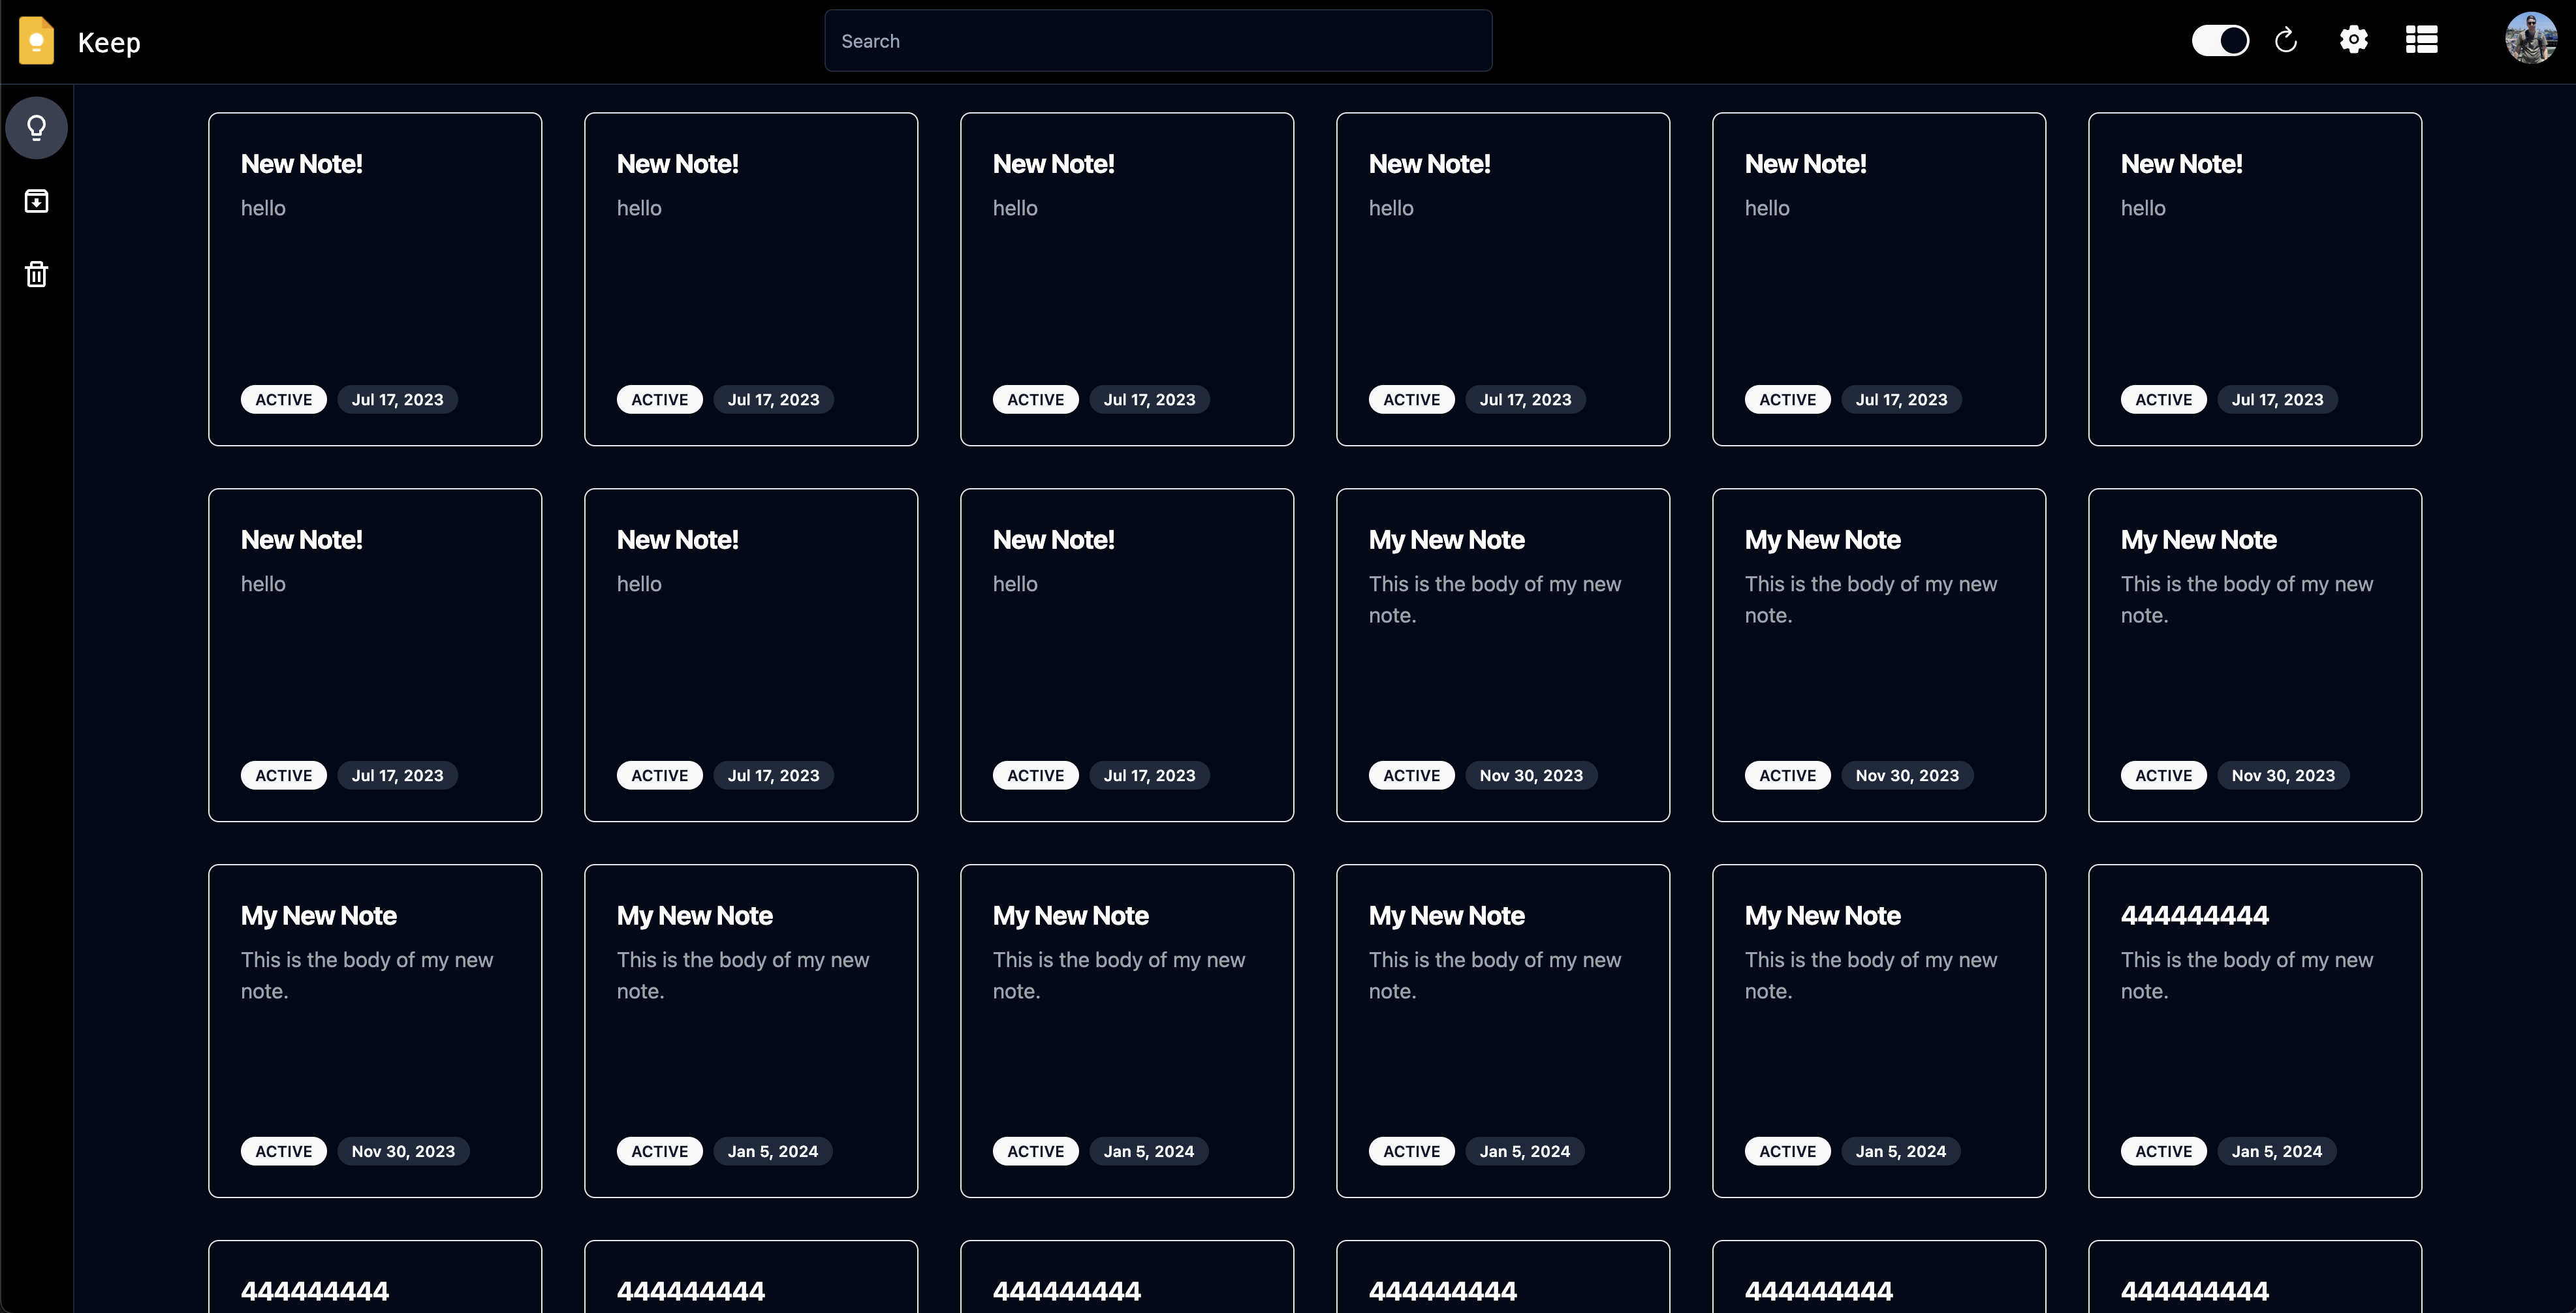 Keep
Search
New Note!
hello
ACTIVE Jul 17, 2023
New Note!
hello
ACTIVE Jul 17, 2023
New Note!
hello
ACTIVE Jul 17, 2023
New Note!
hello
ACTIVE Jul 17, 2023
New Note!
hello
ACTIVE Jul 17, 2023
New Note!
hello
ACTIVE Jul 17, 2023
New Note!
hello
ACTIVE Jul 17, 2023
New Note!
hello
ACTIVE Jul 17, 2023
New Note!
hello
ACTIVE Jul 17, 2023
My New Note
This is the body of my new
note.
ACTIVE Nov 30, 2023
My New Note
This is the body of my new
note.
ACTIVE Nov 30, 2023
My New Note
This is the body of my new
note.
ACTIVE Nov 30, 2023
My New Note
This is the body of my new
note.
ACTIVE Nov 30, 2023
My New Note
This is the body of my new
note.
ACTIVE Jan 5, 2024
My New Note
This is the body of my new
note.
ACTIVE Jan 5, 2024
My New Note
This is the body of my new
note.
ACTIVE Jan 5, 2024
My New Note
This is the body of my new
note.
ACTIVE Jan 5, 2024
444444444
This is the body of my new
note.
ACTIVE Jan 5, 2024
444444444
444444444
444444444
444444444
444444444
444444444